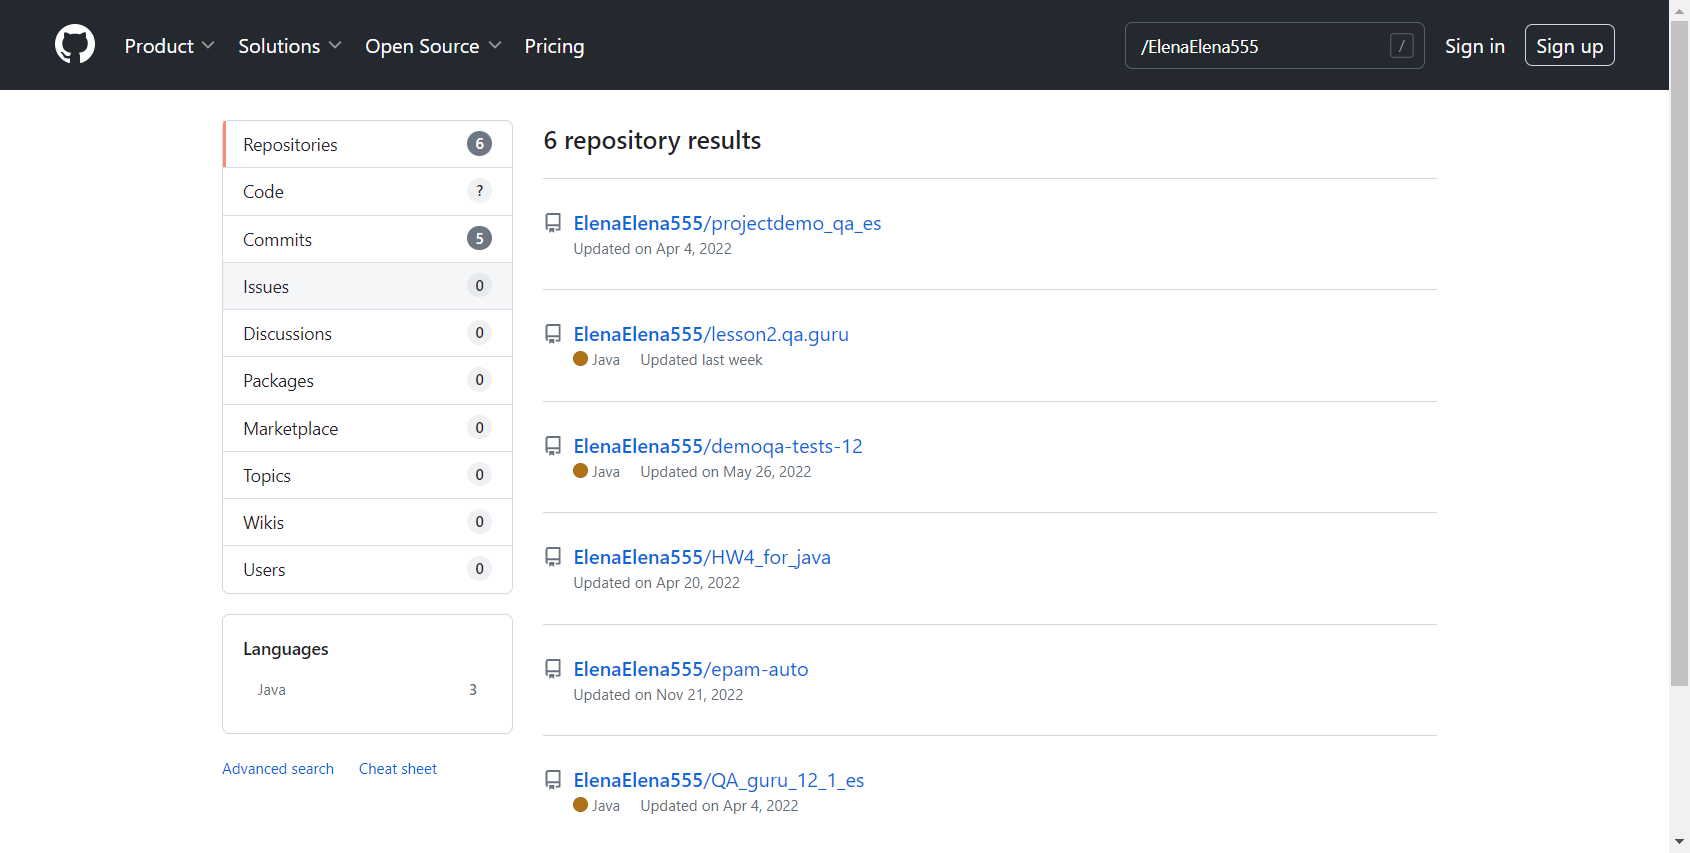 Product Solutions Open Source Pricing /ElenaElena555 / Sign in Sign up
Repositories 6
Code ?
Commits 5
Issues 0
Discussions 0
Packages 0
Marketplace 0
Topics 0
Wikis 0
Users 0
Languages
Java 3
Advanced search Cheat sheet
6 repository results
ElenaElena555/projectdemo_qa_es
Updated on Apr 4, 2022
ElenaElena555/lesson2.qa.guru
Java Updated last week
ElenaElena555/demoqa-tests-12
Java Updated on May 26, 2022
ElenaElena555/HW4_for_java
Updated on Apr 20, 2022
ElenaElena555/epam-auto
Updated on Nov 21, 2022
ElenaElena555/QA_guru_12_1_es
Java Updated on Apr 4, 2022